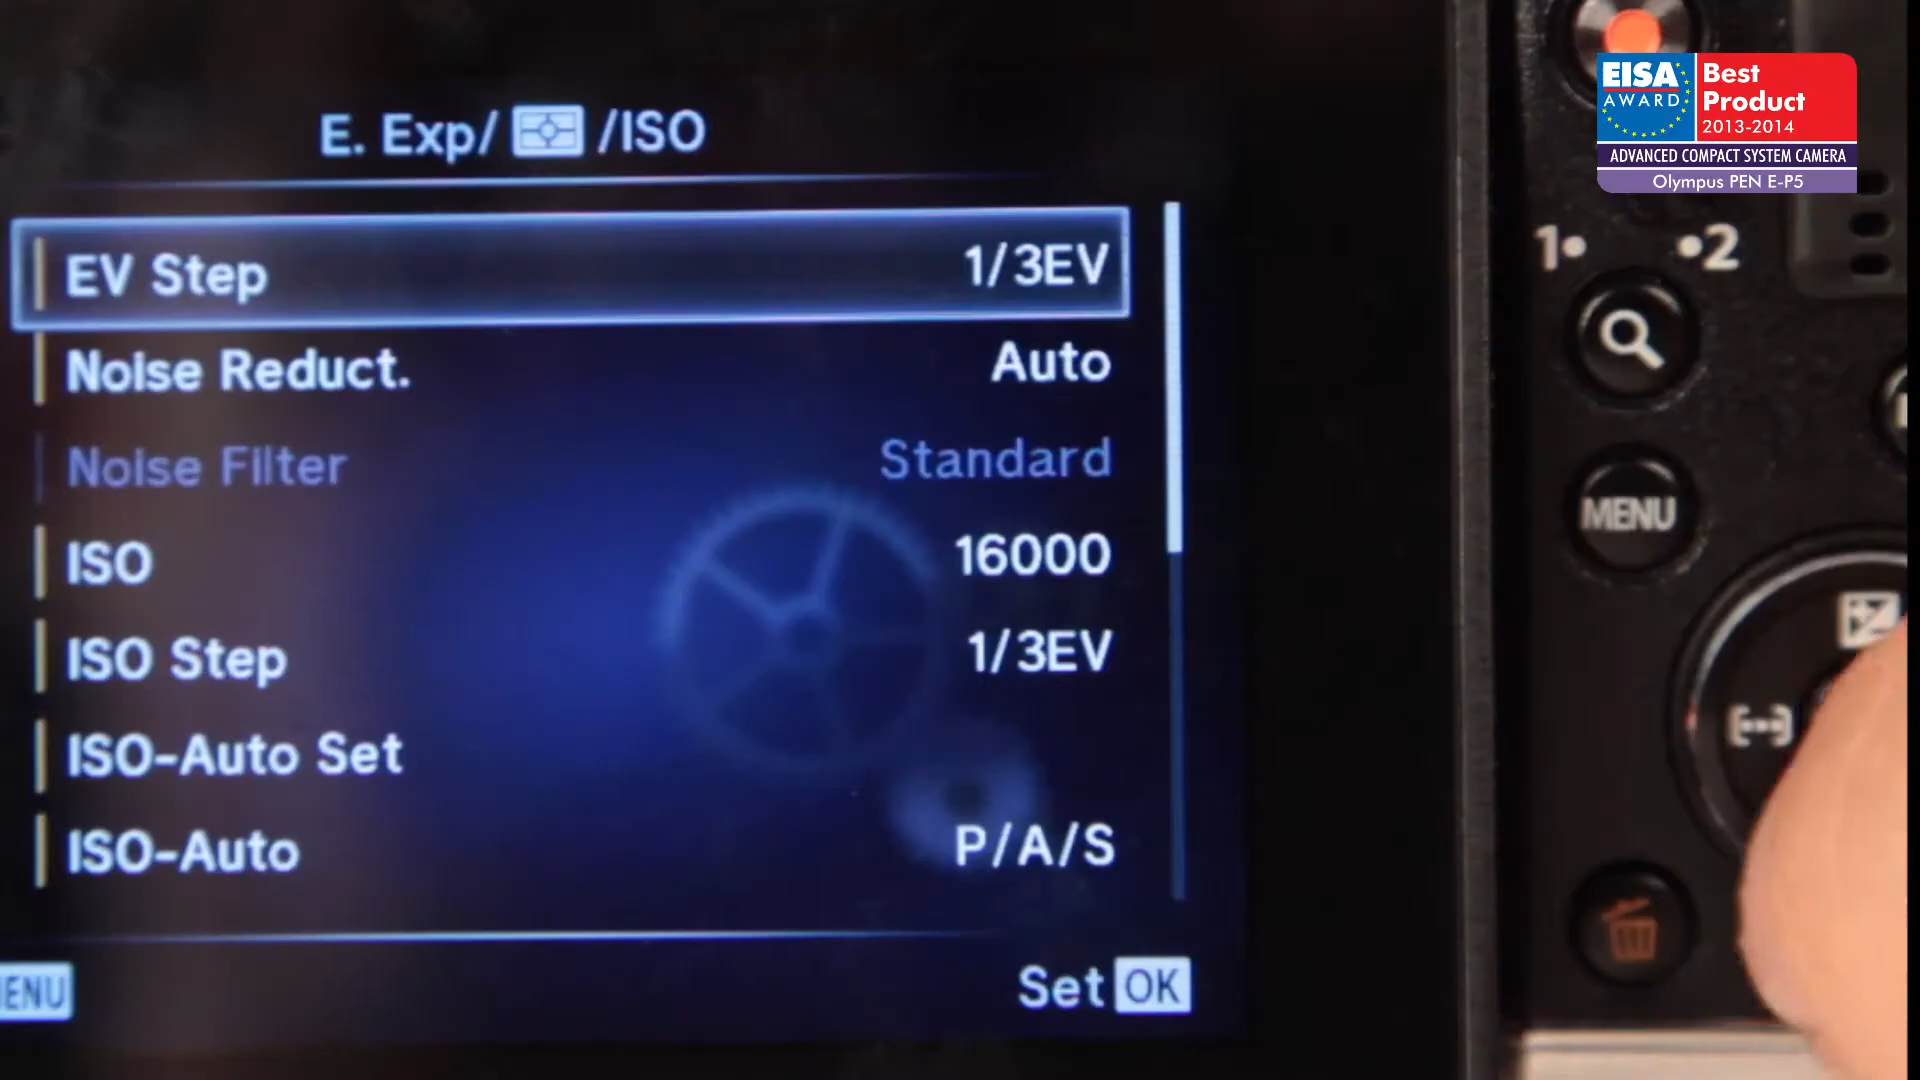 E. Exp/ /ISO
EV Step 1/3EV
Noise Reduct. Auto
Noise Filter Standard
ISO 16000
ISO Step 1/3EV
ISO-Auto Set
ISO-Auto P/A/S
Set OK
EISA
AWARD
Best
Product
2013-2014
ADVANCED COMPACT SYSTEM CAMERA
Olympus PEN E-P5
1• •2
MENU